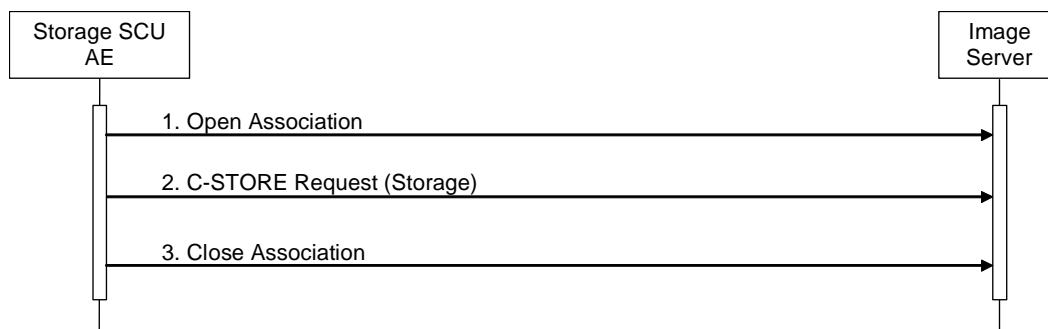 Storage SCU
AE
Image
Server
1. Open Association
2. C-STORE Request (Storage)
3. Close Association